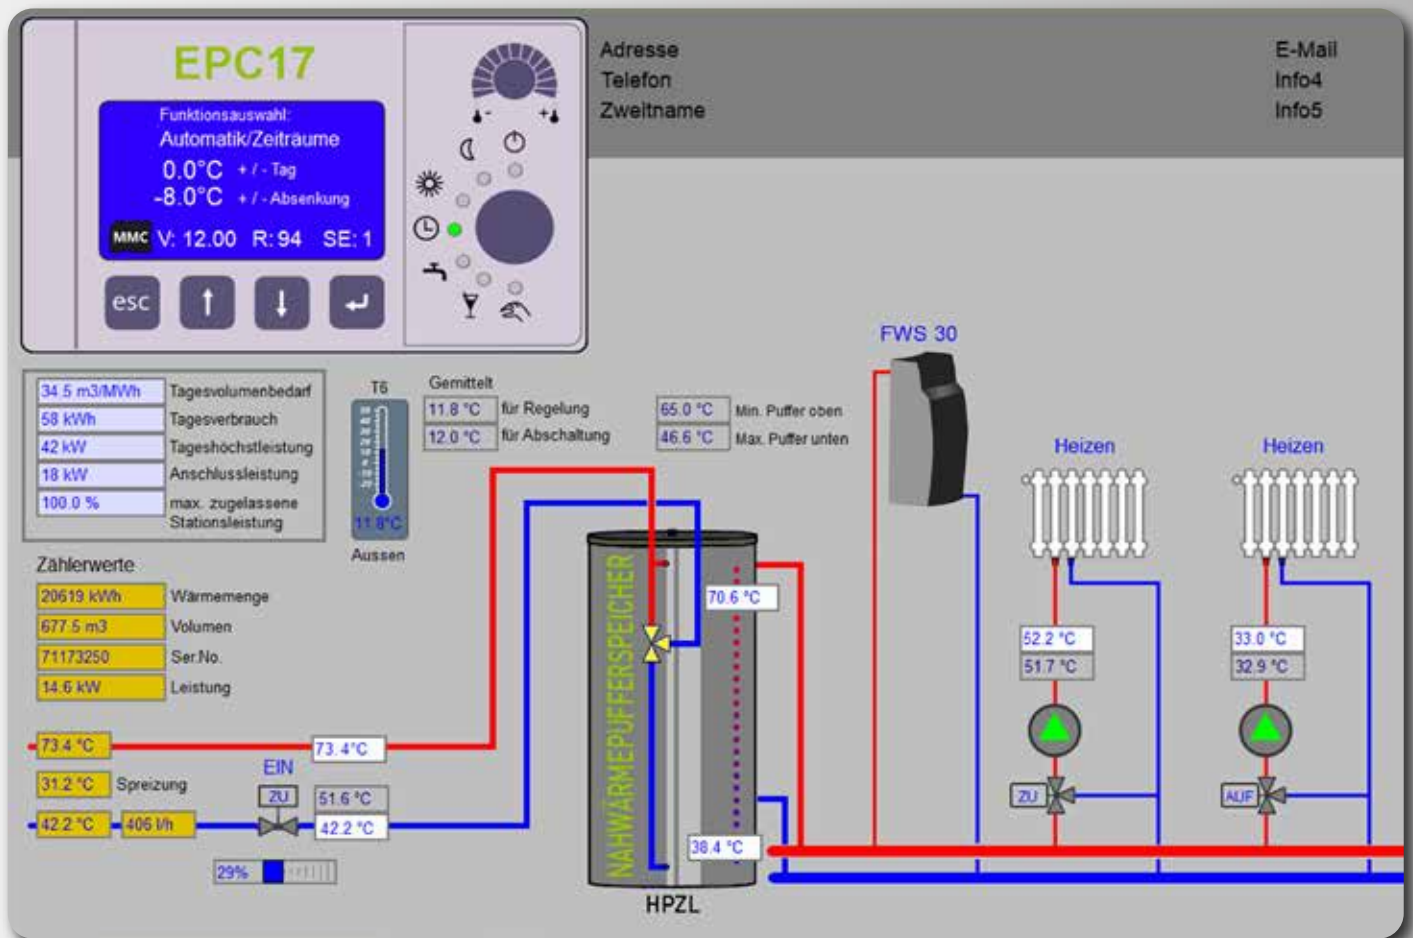 EPC17
Funktionsauswahl:
Automatik/Zeiträume
0.0°C + / - Tag
-8.0°C + / - Absenkung
MMC V: 12.00 R: 94 SE: 1
esc
- +
Adresse
Telefon
Zweitname
E-Mail
Info4
Info5
34.5 m3/MWh Tagesvolumenbedarf
58 kWh Tagesverbrauch
42 kW Tageshöchstleistung
18 kW Anschlussleistung
100.0 % max. zugelassene
Stationsleistung
T6
11.8°C
Aussen
Gemittelt
11.8 °C für Regelung
12.0 °C für Abschaltung
65.0 °C Min. Puffer oben
46.6 °C Max. Puffer unten
FWS 30
Heizen
Heizen
Zählerwerte
20619 kWh Wärmemenge
677.5 m3 Volumen
71173250 Ser.No.
14.6 kW Leistung
73.4 °C
73.4°C
31.2 °C Spreizung
EIN
ZU
51.6 °C
42.2 °C
406 l/h
42.2 °C
29%
NAHWÄRMEPUFFERSPEICHER
70.6 °C
38.4 °C
HPZL
52.2 °C
51.7 °C
ZU
33.0 °C
32.9 °C
AUF